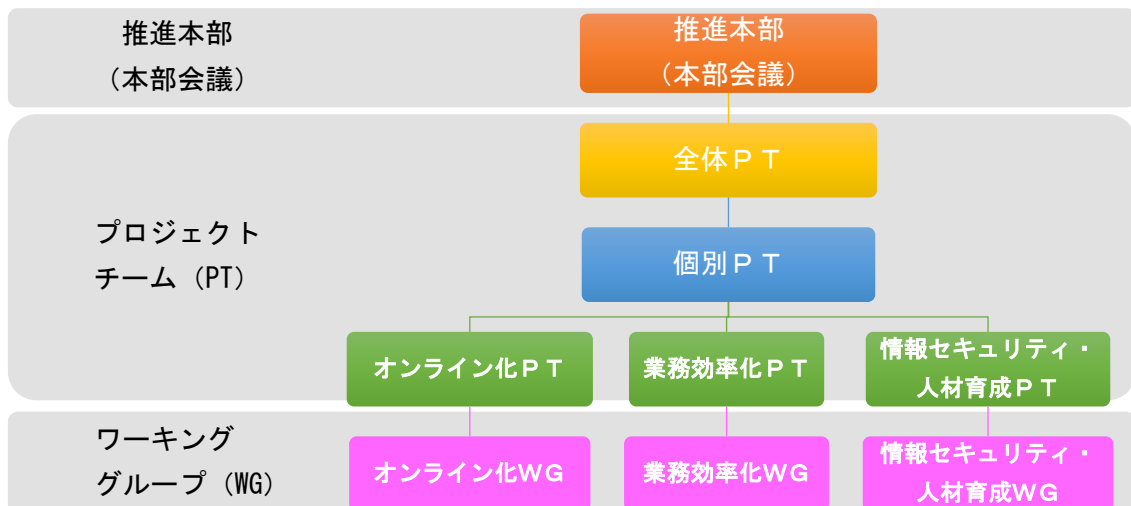 推進本部
（本部会議）
推進本部
（本部会議）
全体ＰＴ
プロジェクト
チーム（PT）
個別ＰＴ
オンライン化ＰＴ
業務効率化ＰＴ
情報セキュリティ・
人材育成ＰＴ
ワーキング
グループ（WG）
オンライン化WG
業務効率化WG
情報セキュリティ・
人材育成WG